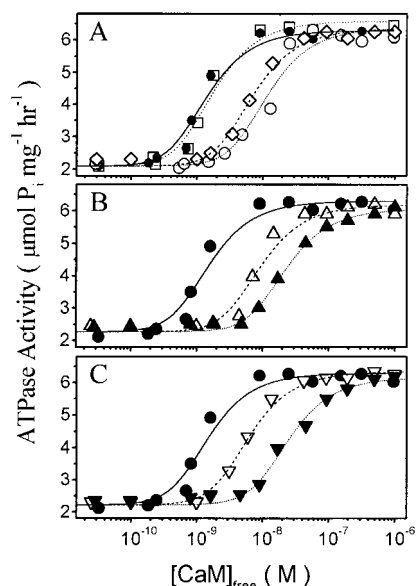 A
6
5
4
3
2
B
6
5
4
3
2
C
6
5
4
3
2
ATPase Activity ( μmol Pᵢ mg⁻¹ hr⁻¹ )
10⁻¹⁰ 10⁻⁹ 10⁻⁸ 10⁻⁷ 10⁻⁶
[CaM]free ( M )